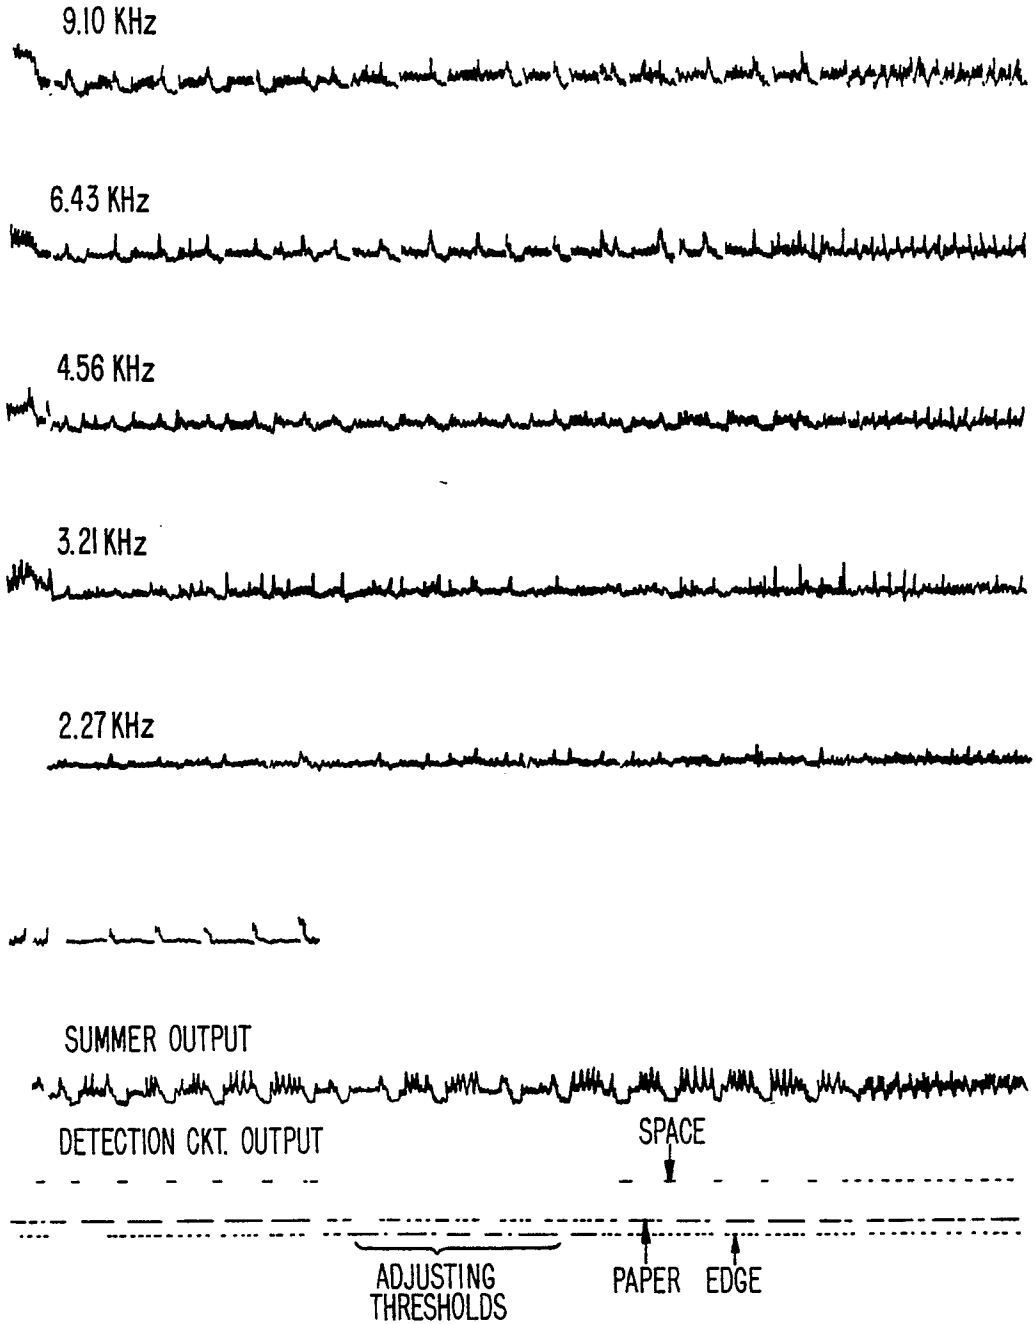 9.10 KHz
6.43 KHz
4.56 KHz
3.21 KHz
2.27 KHz
SUMMER OUTPUT
DETECTION CKT. OUTPUT
SPACE
ADJUSTING
THRESHOLDS
PAPER
EDGE